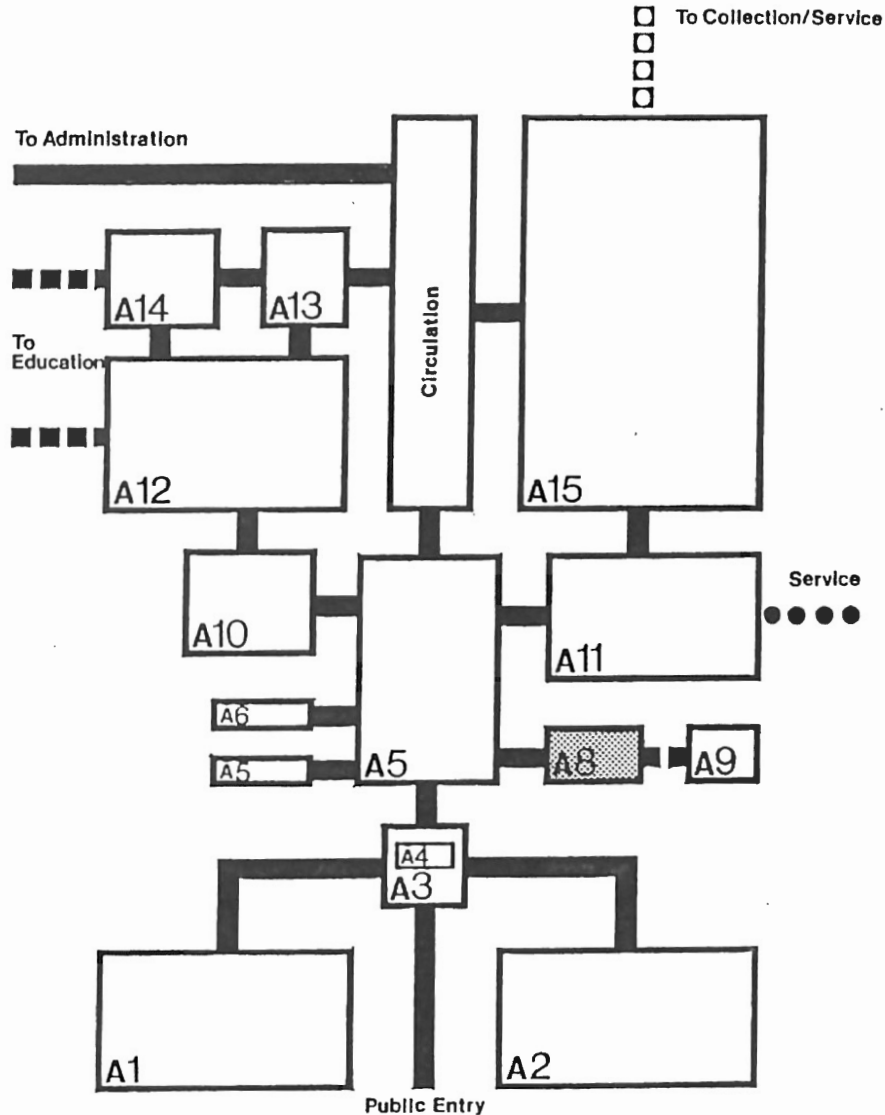 To Collection/Service
To Administration
A14
A13
Circulation
To
Education
A12
A15
A10
Service
A11
A6
A5
A5
A8
A9
A4
A3
A1
A2
Public Entry